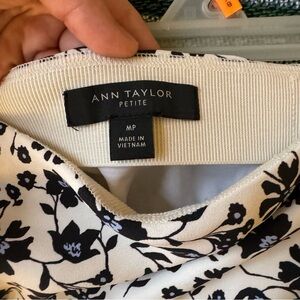 ANN TAYLOR
PETITE
MP
MADE IN
VIETNAM